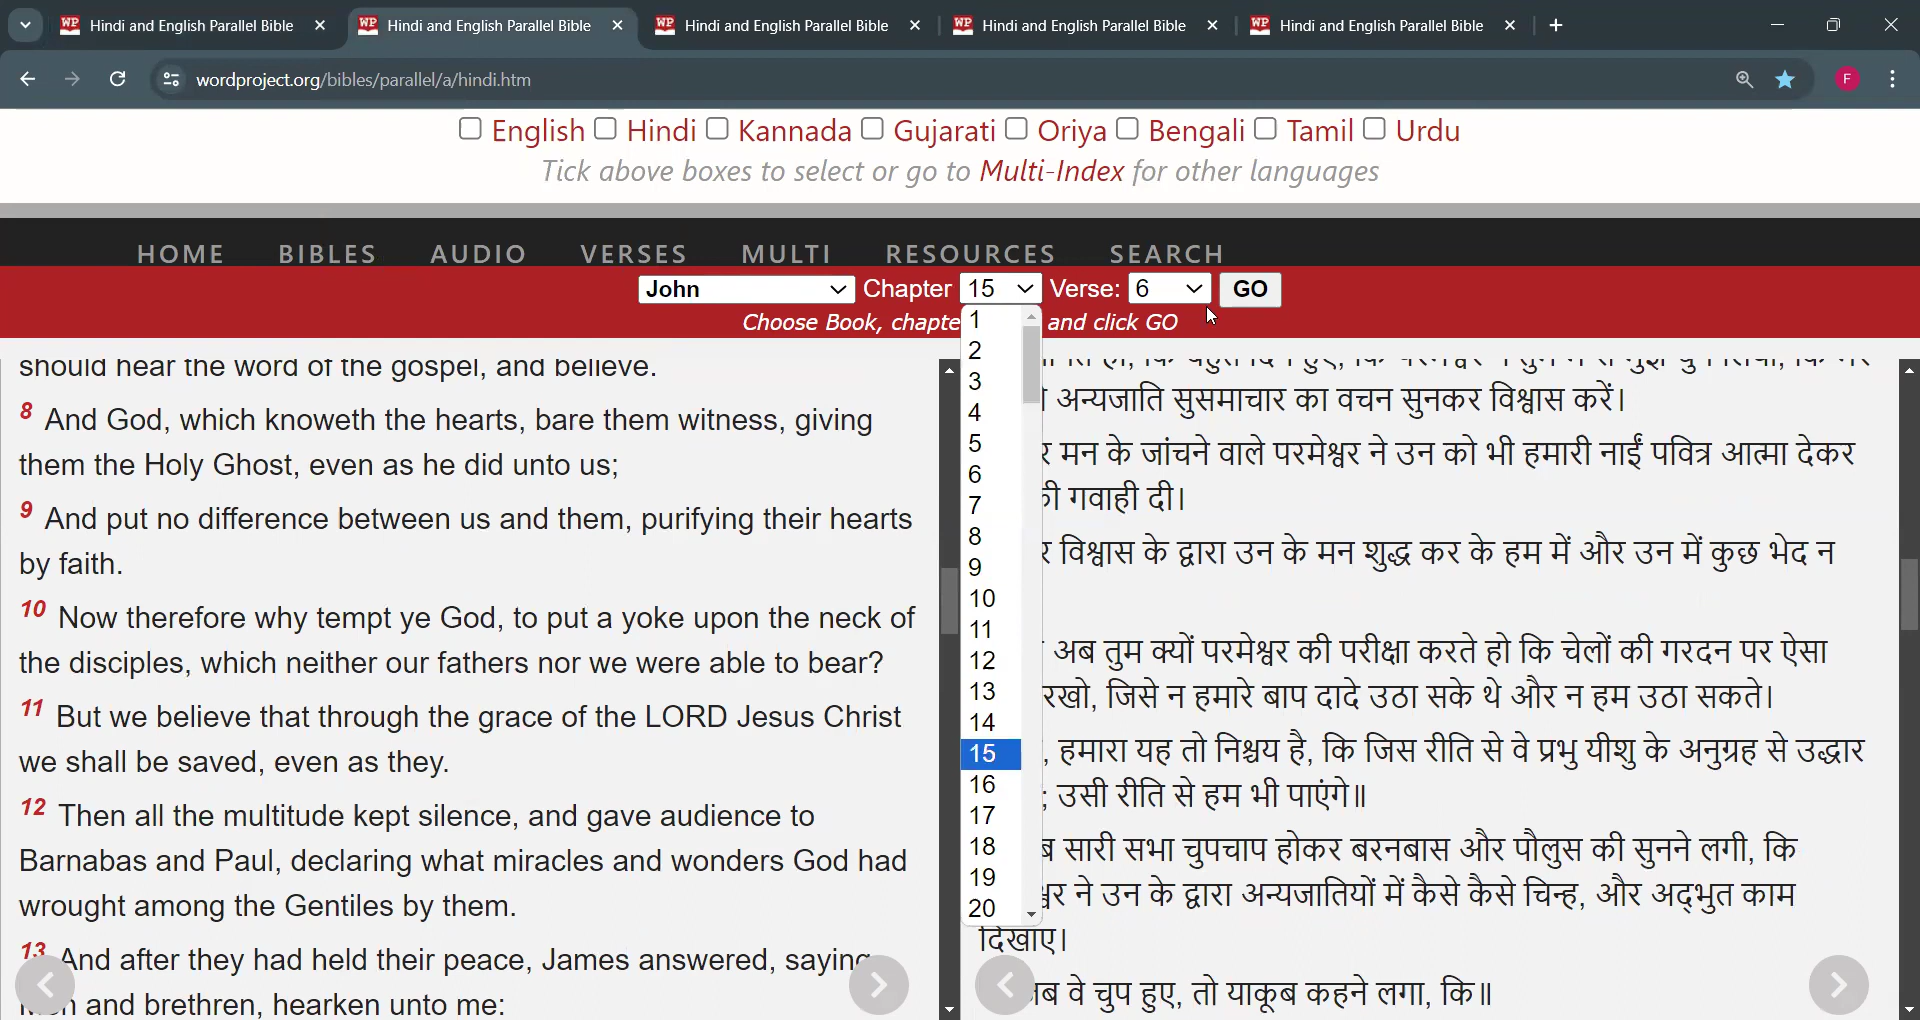 Hindi and English Parallel Bible
Hindi and English Parallel Bible
Hindi and English Parallel Bible
Hindi and English Parallel Bible
Hindi and English Parallel Bible
wordproject.org/bibles/parallel/a/hindi.htm
F
English Hindi Kannada Gujarati Oriya Bengali Tamil Urdu
Tick above boxes to select or go to Multi-Index for other languages
HOME BIBLES AUDIO VERSES MULTI RESOURCES SEARCH
John Chapter 15 Verse: 6 GO
Choose Book, chapte and click GO
1
2
3
4
5
6
7
8
9
10
11
12
13
14
15
16
17
18
19
20
should hear the word of the gospel, and believe.
8 And God, which knoweth the hearts, bare them witness, giving
them the Holy Ghost, even as he did unto us;
9 And put no difference between us and them, purifying their hearts
by faith.
10 Now therefore why tempt ye God, to put a yoke upon the neck of
the disciples, which neither our fathers nor we were able to bear?
11 But we believe that through the grace of the LORD Jesus Christ
we shall be saved, even as they.
12 Then all the multitude kept silence, and gave audience to
Barnabas and Paul, declaring what miracles and wonders God had
wrought among the Gentiles by them.
13 And after they had held their peace, James answered, saying,
and brethren, hearken unto me:
अन्यजाति सुसमाचार का वचन सुनकर विश्वास करें।
मन के जांचने वाले परमेश्वर ने उन को भी हमारी नाईं पवित्र आत्मा देकर
गवाही दी।
विश्वास के द्वारा उन के मन शुद्ध कर के हम में और उन में कुछ भेद न
अब तुम क्यों परमेश्वर की परीक्षा करते हो कि चेलों की गरदन पर ऐसा
रखो, जिसे न हमारे बाप दादे उठा सके थे और न हम उठा सकते।
, हमारा यह तो निश्चय है, कि जिस रीति से वे प्रभु यीशु के अनुग्रह से उद्धार
; उसी रीति से हम भी पाएंगे॥
सारी सभा चुपचाप होकर बरनबास और पौलुस की सुनने लगी, कि
ने उन के द्वारा अन्यजातियों में कैसे कैसे चिन्ह, और अद्भुत काम
दिखाए।
वे चुप हुए, तो याकूब कहने लगा, कि॥